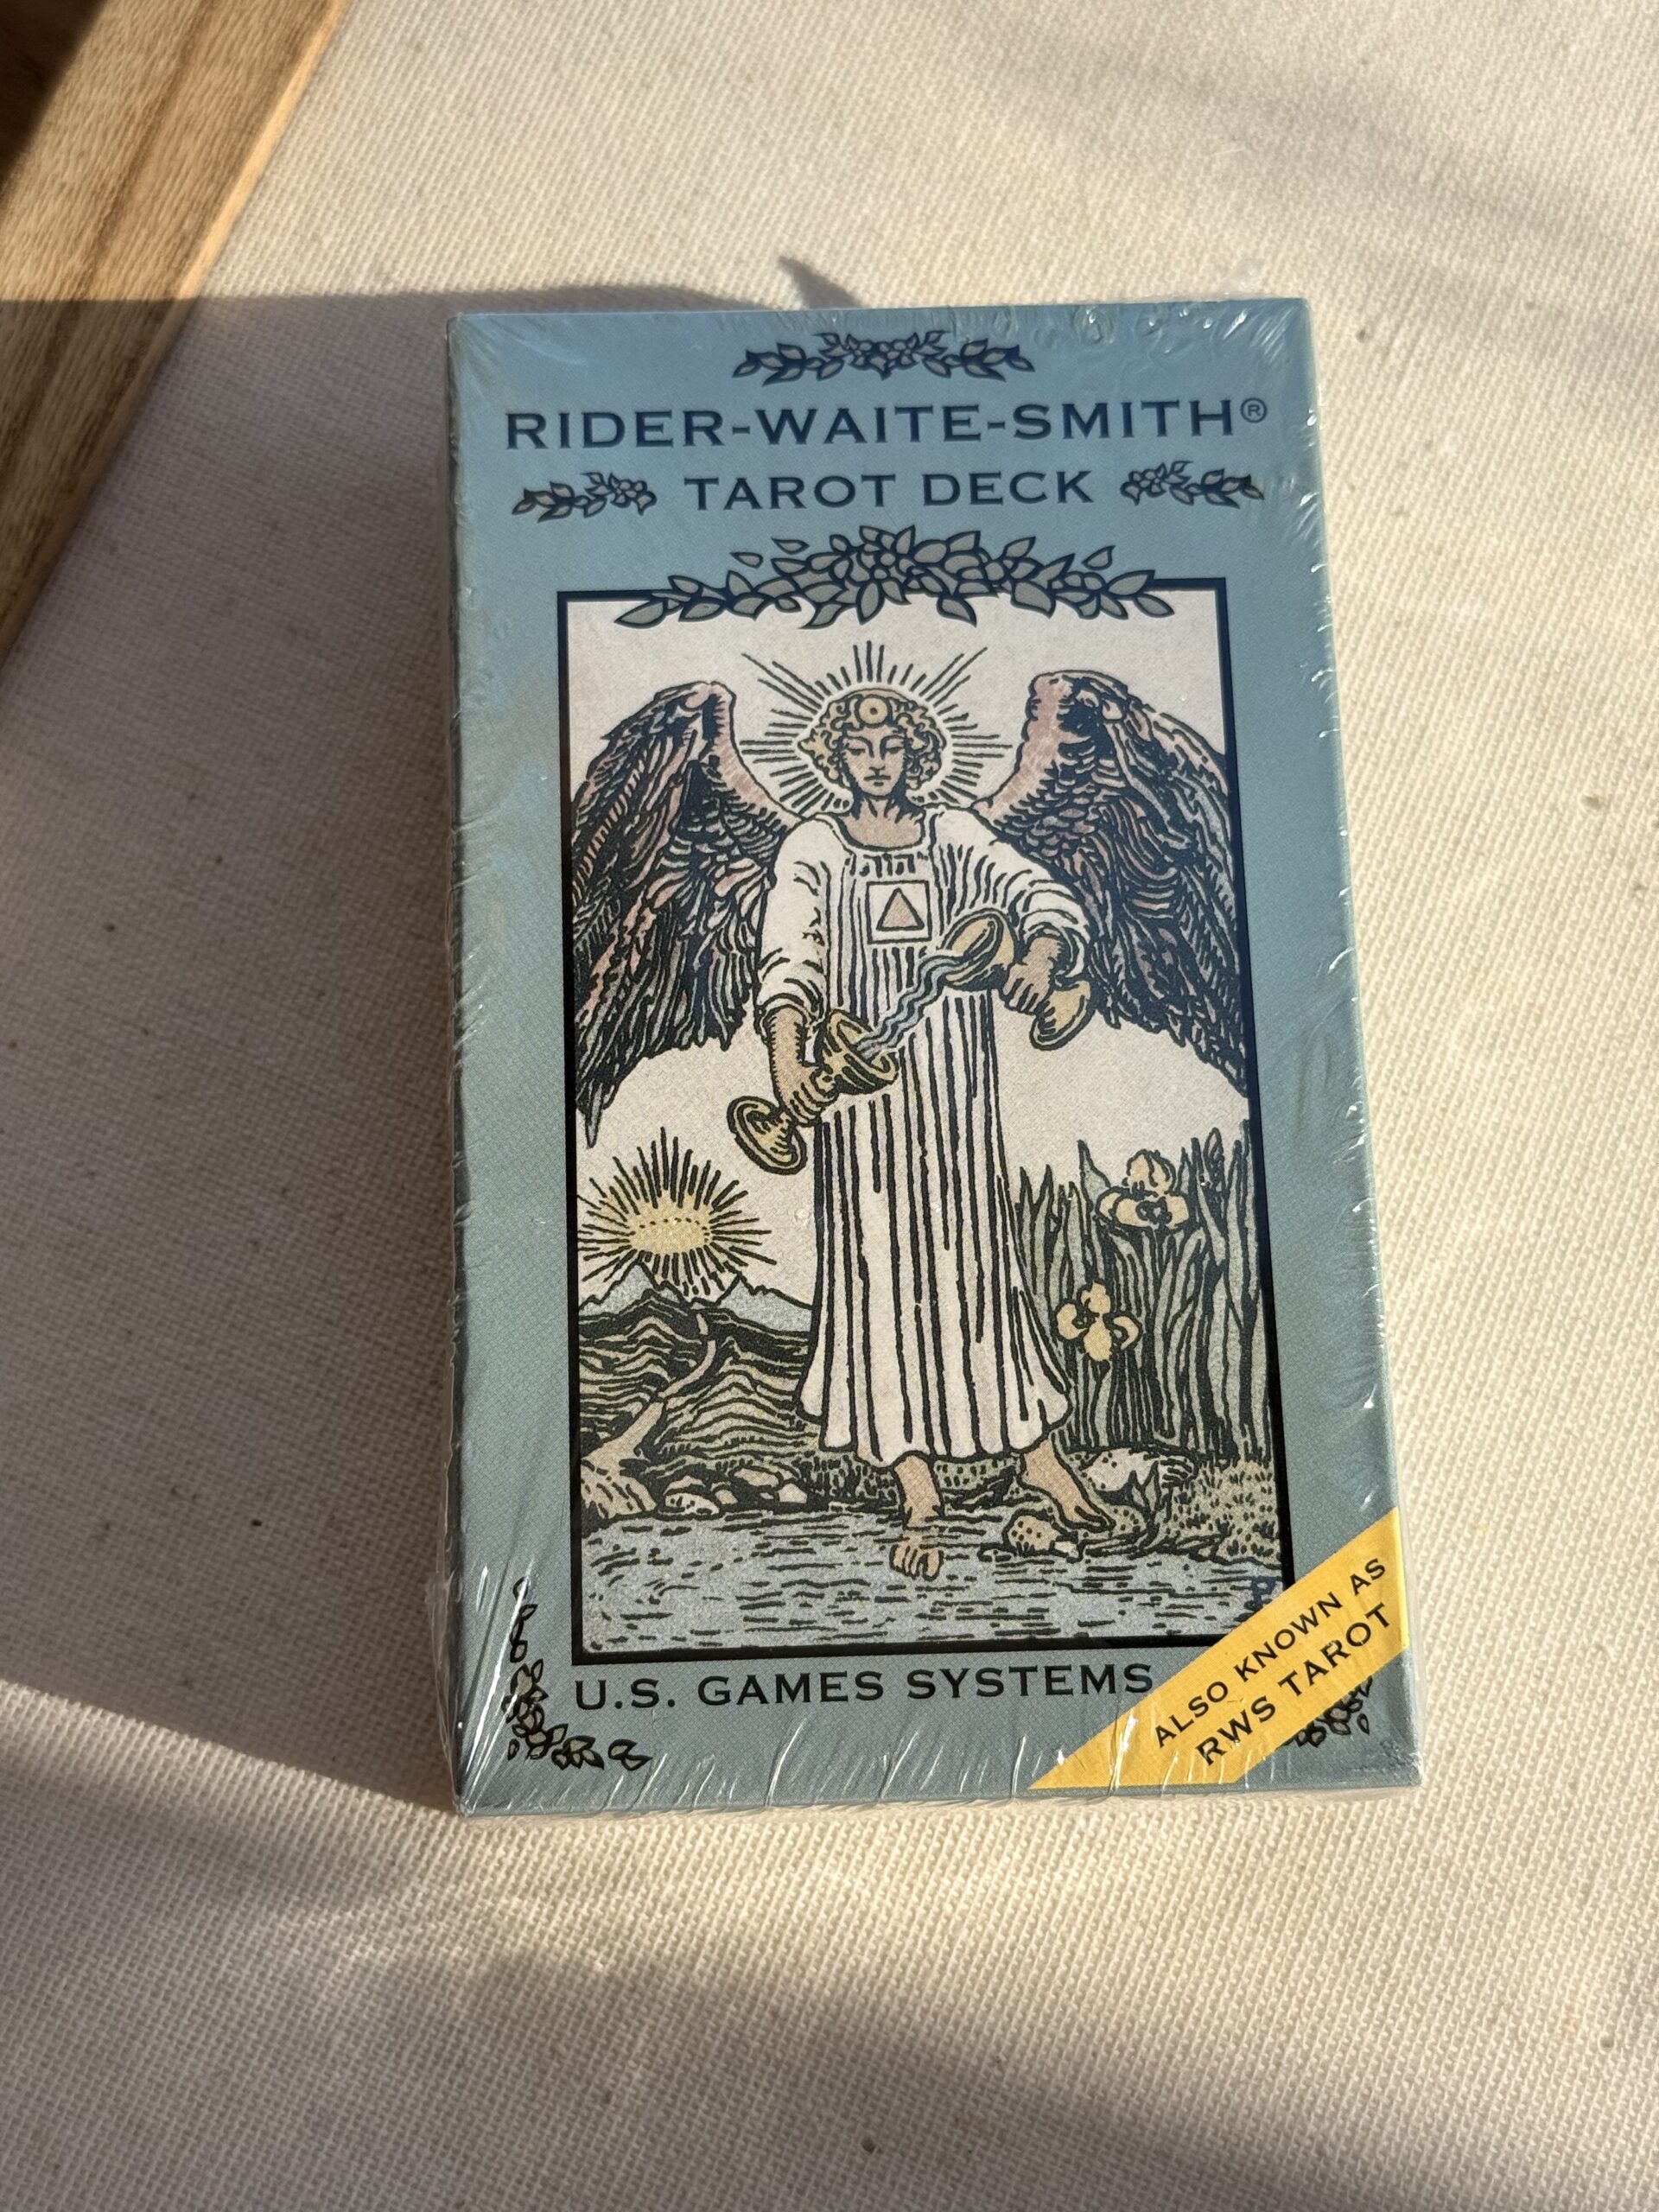 RIDER-WAITE-SMITH®
TAROT DECK
U.S. GAMES SYSTEMS
ALSO KNOWN AS
RWS TAROT